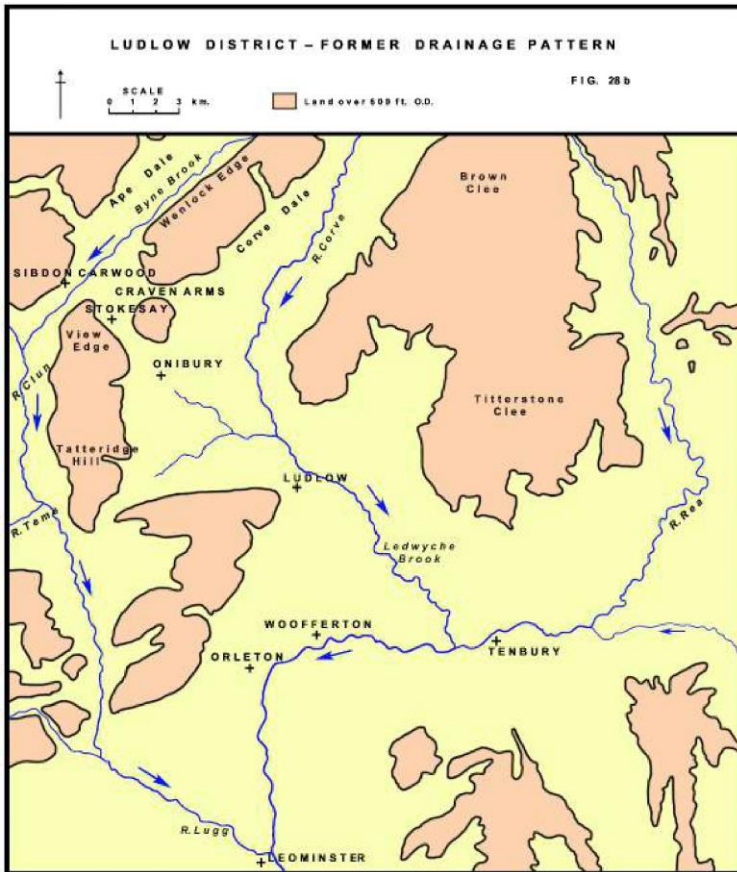 LUDLOW DISTRICT – FORMER DRAINAGE PATTERN
FIG. 28b
SCALE
0 1 2 3 km.
Land over 600 ft. O.D.
Ape Dale
Byne Brook
Wenlock Edge
Corve Dale
R.Corve
Brown
Clee
SIBDON CARWOOD
CRAVEN ARMS
STOKESAY
View
Edge
ONIBURY
R.Clun
Titterstone
Clee
Tatteridge
Hill
LUDLOW
R.Teme
R.Rea
Ledwyche
Brook
WOOFFERTON
TENBURY
ORLETON
R.Lugg
LEOMINSTER